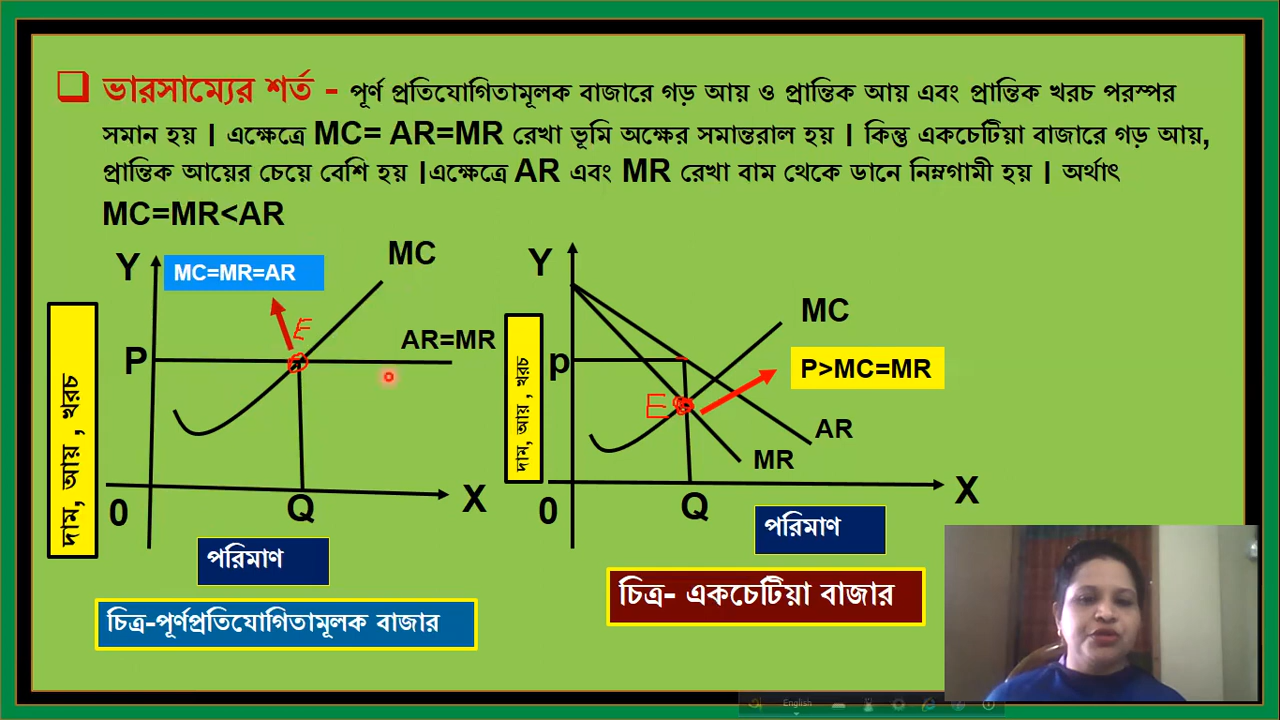 ❑ ভারসাম্যের শর্ত - পূর্ণ প্রতিযোগিতামূলক বাজারে গড় আয় ও প্রান্তিক আয় এবং প্রান্তিক খরচ পরস্পর
সমান হয় | এক্ষেত্রে MC= AR=MR রেখা ভূমি অক্ষের সমান্তরাল হয় | কিন্তু একচেটিয়া বাজারে গড় আয়,
প্রান্তিক আয়ের চেয়ে বেশি হয় |এক্ষেত্রে AR এবং MR রেখা বাম থেকে ডানে নিম্নগামী হয় | অর্থাৎ
MC=MR<AR
Y
MC=MR=AR
MC
E
AR=MR
P
দাম, আয় , খরচ
0
Q
X
পরিমাণ
চিত্র-পূর্ণপ্রতিযোগিতামূলক বাজার
Y
MC
p
P>MC=MR
E
AR
MR
দাম, আয় , খরচ
0
Q
X
পরিমাণ
চিত্র- একচেটিয়া বাজার
অ English